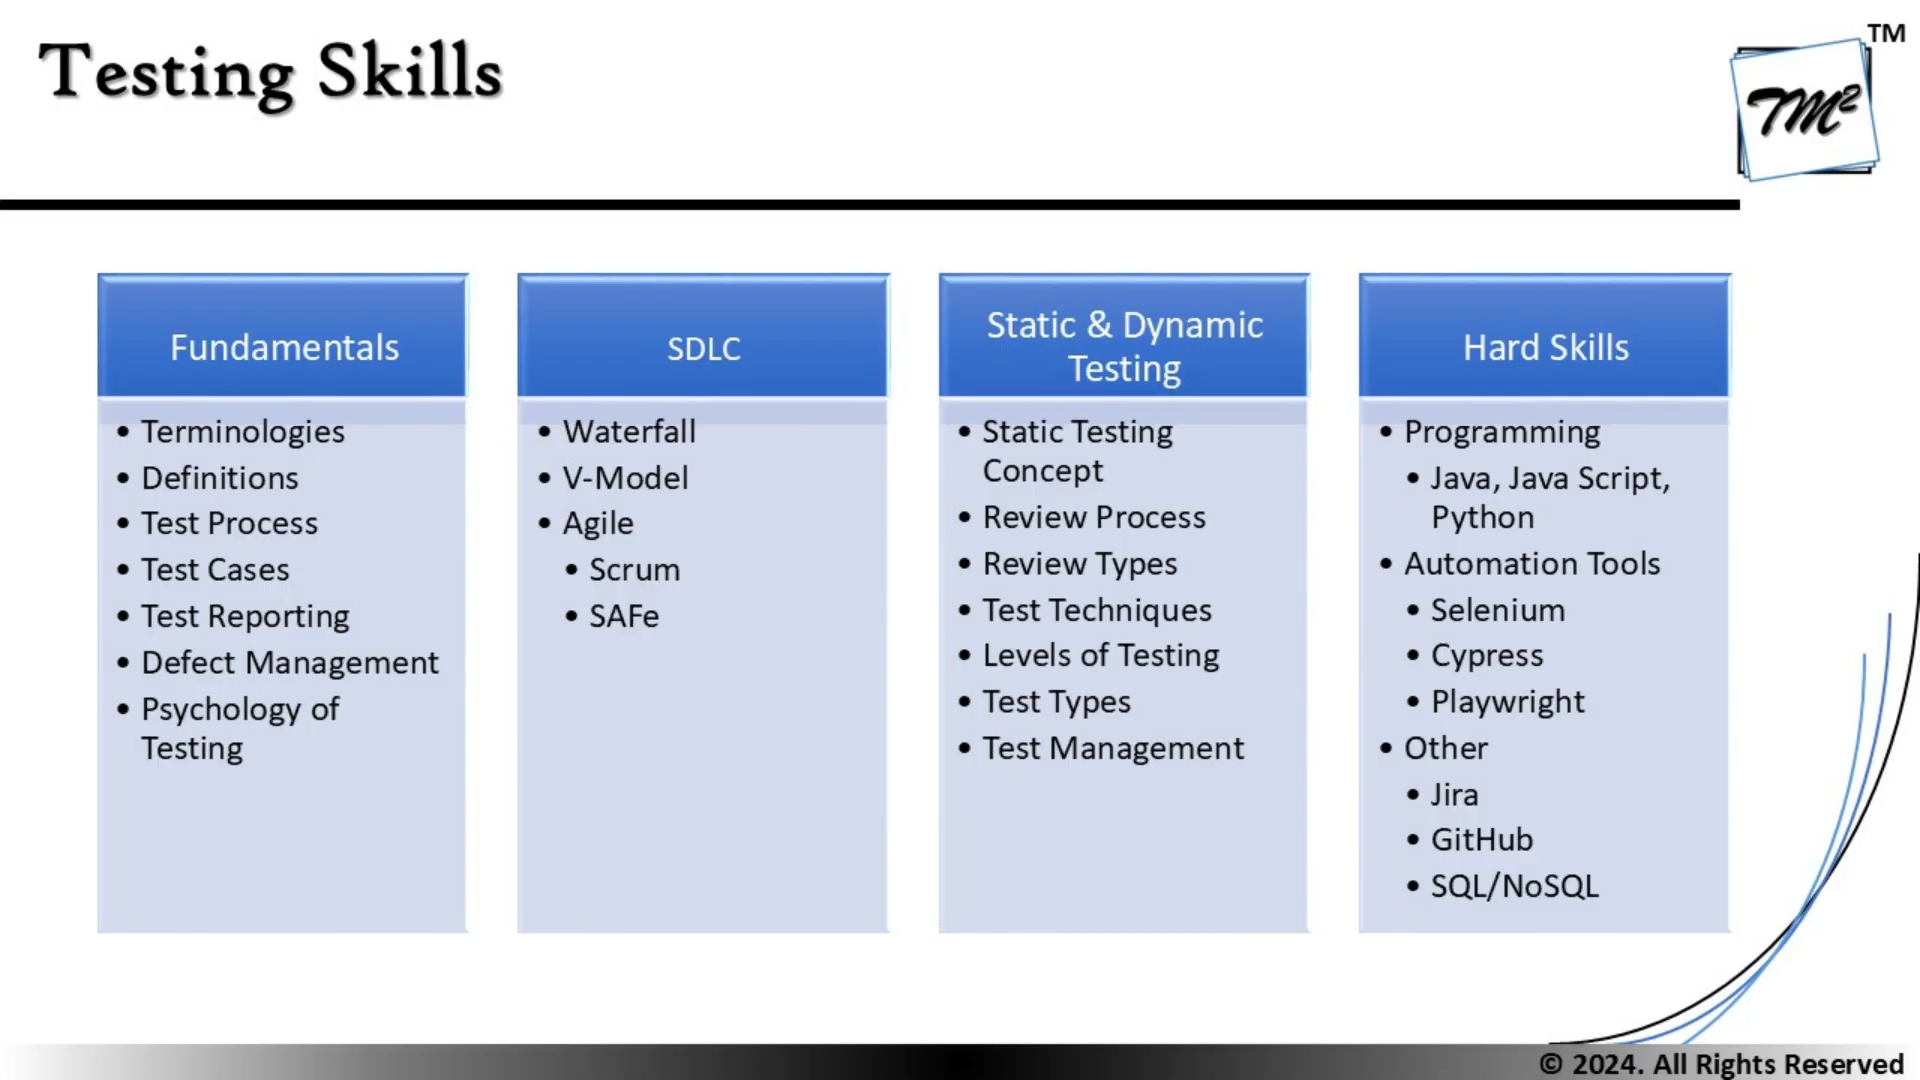 Testing Skills
TM
TM²
Fundamentals
• Terminologies
• Definitions
• Test Process
• Test Cases
• Test Reporting
• Defect Management
• Psychology of
Testing
SDLC
• Waterfall
• V-Model
• Agile
• Scrum
• SAFe
Static & Dynamic
Testing
• Static Testing
Concept
• Review Process
• Review Types
• Test Techniques
• Levels of Testing
• Test Types
• Test Management
Hard Skills
• Programming
• Java, Java Script,
Python
• Automation Tools
• Selenium
• Cypress
• Playwright
• Other
• Jira
• GitHub
• SQL/NoSQL
© 2024. All Rights Reserved